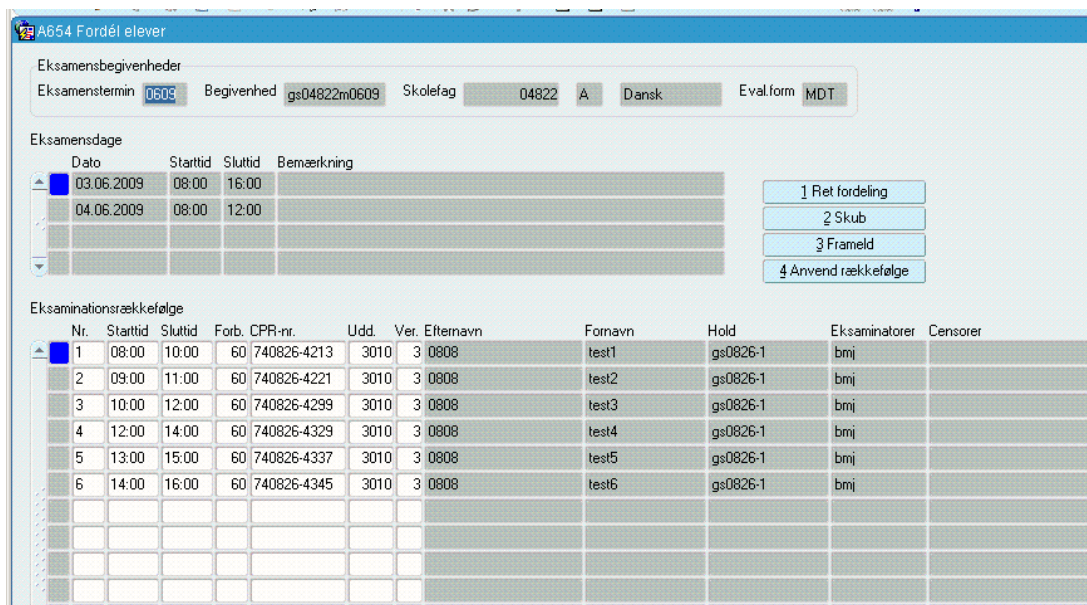 A654 Fordél elever
Eksamensbegivenheder
Eksamenstermin 0609 Begivenhed gs04822m0609 Skolefag 04822 A Dansk Eval.form MDT
Eksamensdage
Dato Starttid Sluttid Bemærkning
03.06.2009 08:00 16:00
04.06.2009 08:00 12:00
1 Ret fordeling
2 Skub
3 Frameld
4 Anvend rækkefølge
Eksaminationsrækkefølge
Nr. Starttid Sluttid Forb. CPR-nr. Udd. Ver. Efternavn Fornavn Hold Eksaminatorer Censorer
1 08:00 10:00 60 740826-4213 3010 3 0808 test1 gs0826-1 bmj
2 09:00 11:00 60 740826-4221 3010 3 0808 test2 gs0826-1 bmj
3 10:00 12:00 60 740826-4299 3010 3 0808 test3 gs0826-1 bmj
4 12:00 14:00 60 740826-4329 3010 3 0808 test4 gs0826-1 bmj
5 13:00 15:00 60 740826-4337 3010 3 0808 test5 gs0826-1 bmj
6 14:00 16:00 60 740826-4345 3010 3 0808 test6 gs0826-1 bmj